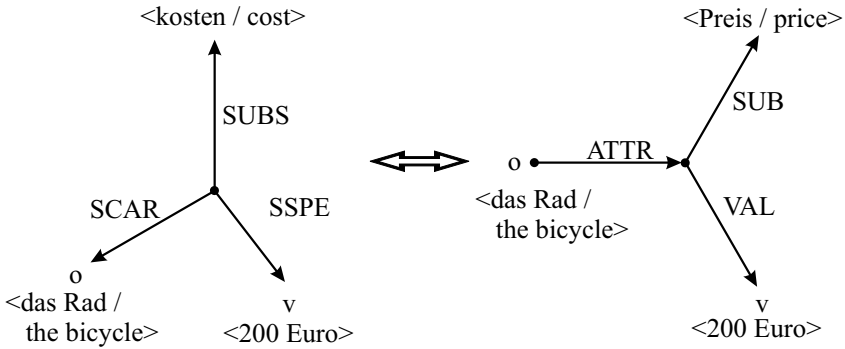 <kosten / cost>
SUBS
SCAR
SSPE
o
<das Rad /
the bicycle>
v
<200 Euro>
<Preis / price>
SUB
o
ATTR
<das Rad /
the bicycle>
VAL
v
<200 Euro>